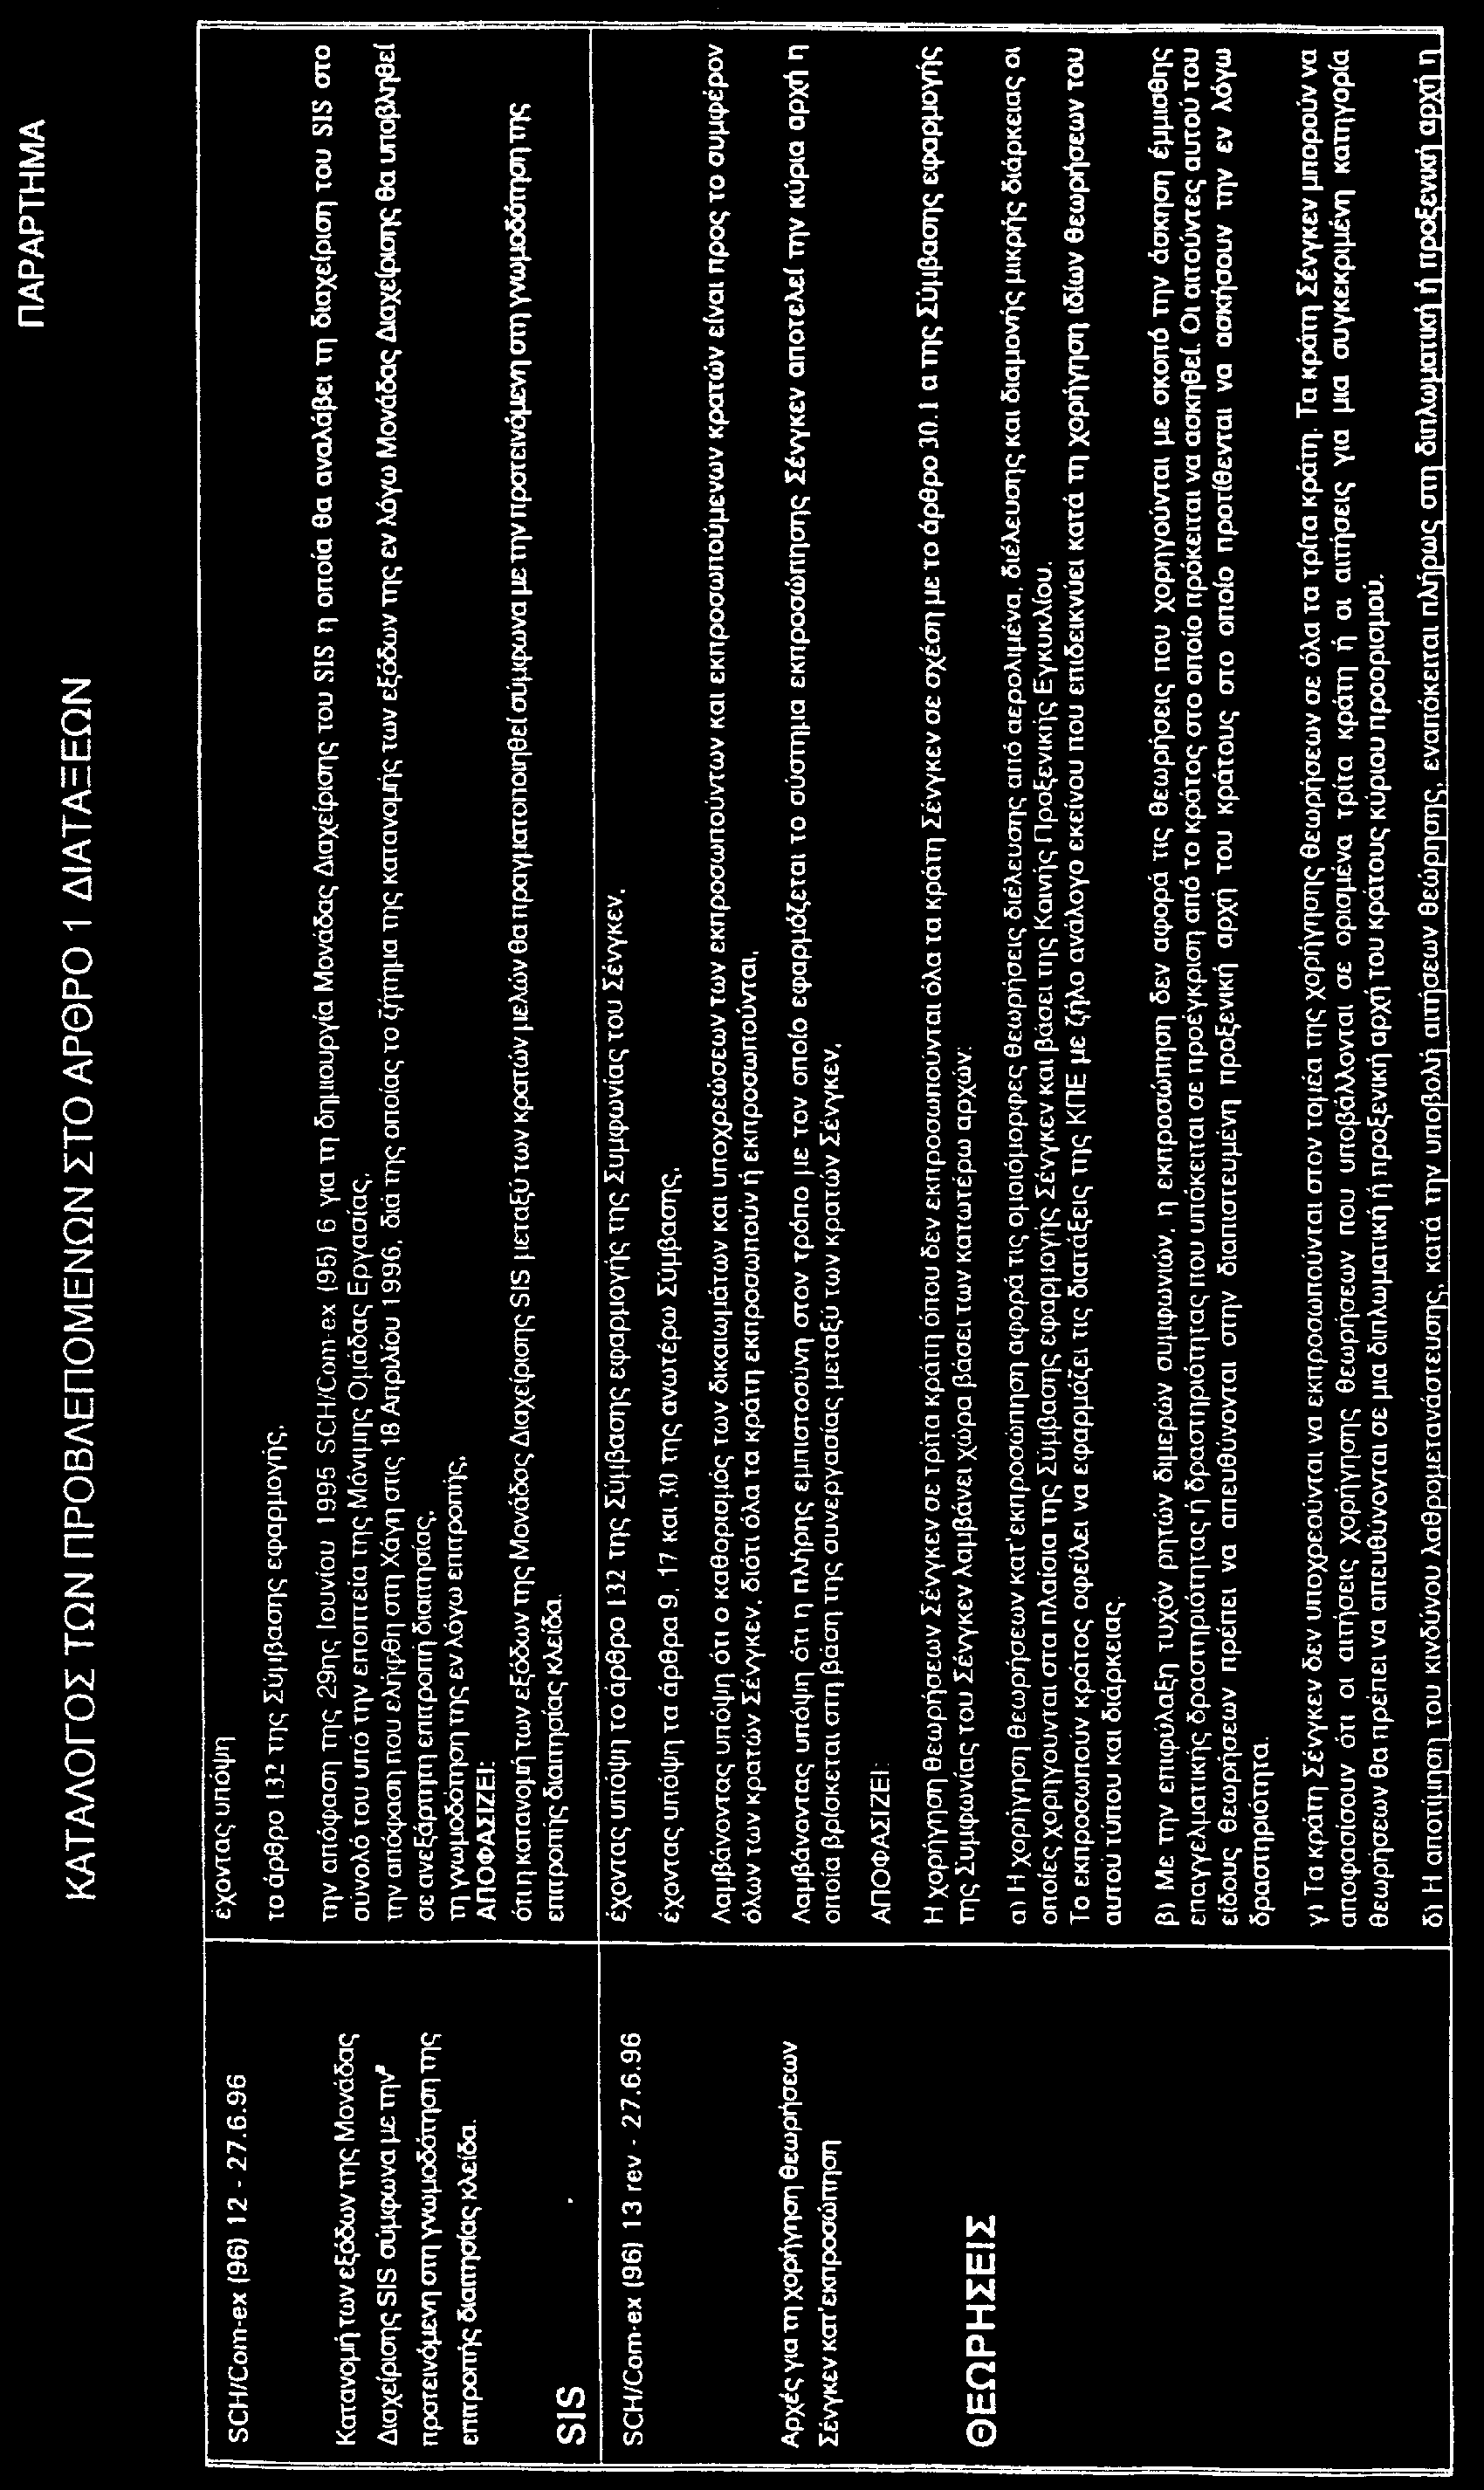 ΠΑΡΑΡΤΗΜΑ
ΚΑΤΑΛΟΓΟΣ ΤΩΝ ΠΡΟΒΛΕΠΟΜΕΝΩΝ ΣΤΟ ΑΡΘΡΟ 1 ΔΙΑΤΑΞΕΩΝ
SCH/Com-ex (96) 12 - 27.6.96
Κατανομή των εξόδων της Μονάδας
Διαχείρισης SIS σύμφωνα με την
προτεινόμενη στη γνωμοδότηση της
επιτροπής διαιτησίας κλείδα.
SIS
έχοντας υπόψη
το άρθρο 132 της Σύμβασης εφαρμογής,
την απόφαση της 29ης Ιουνίου 1995 SCH/Com-ex (95) 6 για τη δημιουργία Μονάδας Διαχείρισης του SIS η οποία θα αναλάβει τη διαχείριση του SIS στο
σύνολό του υπό την εποπτεία της Μόνιμης Ομάδας Εργασίας,
την απόφαση που ελήφθη στη Χάγη στις 18 Απριλίου 1996, διά της οποίας το ζήτημα της κατανομής των εξόδων της εν λόγω Μονάδας Διαχείρισης θα υποβληθεί
σε ανεξάρτητη επιτροπή διαιτησίας,
τη γνωμοδότηση της εν λόγω επιτροπής,
ΑΠΟΦΑΣΙΖΕΙ:
ότι η κατανομή των εξόδων της Μονάδας Διαχείρισης SIS μεταξύ των κρατών μελών θα πραγματοποιηθεί σύμφωνα με την προτεινόμενη στη γνωμοδότηση της
επιτροπής διαιτησίας κλείδα.
SCH/Com-ex (96) 13 rev - 27.6.96
Αρχές για τη χορήγηση θεωρήσεων
Σένγκεν κατ'εκπροσώπηση
ΘΕΩΡΗΣΕΙΣ
έχοντας υπόψη το άρθρο 132 της Σύμβασης εφαρμογής της Συμφωνίας του Σένγκεν,
έχοντας υπόψη τα άρθρα 9, 17 και 30 της ανωτέρω Σύμβασης,
Λαμβάνοντας υπόψη ότι ο καθορισμός των δικαιωμάτων και υποχρεώσεων των εκπροσωπούντων και εκπροσωπούμενων κρατών είναι προς το συμφέρον
όλων των κρατών Σένγκεν, διότι όλα τα κράτη εκπροσωπούν ή εκπροσωπούνται,
Λαμβάνοντας υπόψη ότι η πλήρης εμπιστοσύνη στον τρόπο με τον οποίο εφαρμόζεται το σύστημα εκπροσώπησης Σένγκεν αποτελεί την κύρια αρχή η
οποία βρίσκεται στη βάση της συνεργασίας μεταξύ των κρατών Σένγκεν,
ΑΠΟΦΑΣΙΖΕΙ:
Η χορήγηση θεωρήσεων Σένγκεν σε τρίτα κράτη όπου δεν εκπροσωπούνται όλα τα κράτη Σένγκεν σε σχέση με το άρθρο 30.1 α της Σύμβασης εφαρμογής
της Συμφωνίας του Σένγκεν λαμβάνει χώρα βάσει των κατωτέρω αρχών:
α) Η χορήγηση θεωρήσεων κατ'εκπροσώπηση αφορά τις ομοιόμορφες θεωρήσεις διέλευσης από αερολιμένα, διέλευσης και διαμονής μικρής διάρκειας οι
οποίες χορηγούνται στα πλαίσια της Σύμβασης εφαρμογής Σένγκεν και βάσει της Κοινής Προξενικής Εγκυκλίου.
Το εκπροσωπούν κράτος οφείλει να εφαρμόζει τις διατάξεις της ΚΠΕ με ζήλο ανάλογο εκείνου που επιδεικνύει κατά τη χορήγηση ιδίων θεωρήσεων του
αυτού τύπου και διάρκειας.
β) Με την επιφύλαξη τυχόν ρητών διμερών συμφωνιών, η εκπροσώπηση δεν αφορά τις θεωρήσεις που χορηγούνται με σκοπό την άσκηση έμμισθης
επαγγελματικής δραστηριότητας ή δραστηριότητας που υπόκειται σε προέγκριση από το κράτος στο οποίο πρόκειται να ασκηθεί. Οι αιτούντες αυτού του
είδους θεωρήσεων πρέπει να απευθύνονται στην διαπιστευμένη προξενική αρχή του κράτους στο οποίο προτίθενται να ασκήσουν την εν λόγω
δραστηριότητα.
γ) Τα κράτη Σένγκεν δεν υποχρεούνται να εκπροσωπούνται στον τομέα της χορήγησης θεωρήσεων σε όλα τα τρίτα κράτη. Τα κράτη Σένγκεν μπορούν να
αποφασίσουν ότι οι αιτήσεις χορήγησης θεωρήσεων που υποβάλλονται σε ορισμένα τρίτα κράτη ή οι αιτήσεις για μια συγκεκριμένη κατηγορία
θεωρήσεων θα πρέπει να απευθύνονται σε μια διπλωματική ή προξενική αρχή του κράτους κύριου προορισμού.
δ) Η αποτίμηση του κινδύνου λαθρομετανάστευσης, κατά την υποβολή αιτήσεων θεώρησης, εναπόκειται πλήρως στη διπλωματική ή προξενική αρχή η